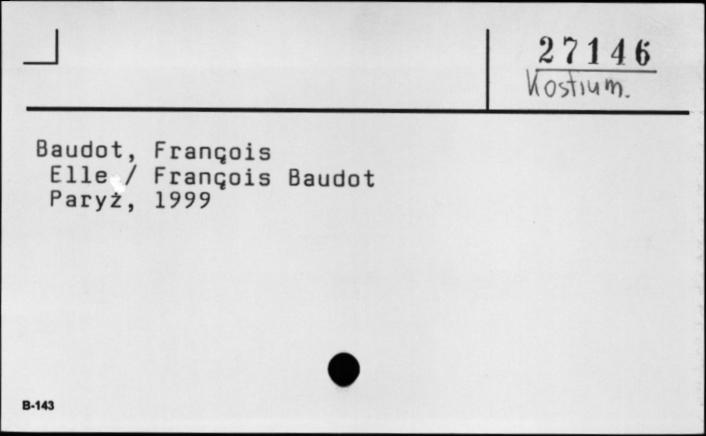 27146
Kostium.
Baudot, François
Elle / François Baudot
Paryż, 1999
B-143